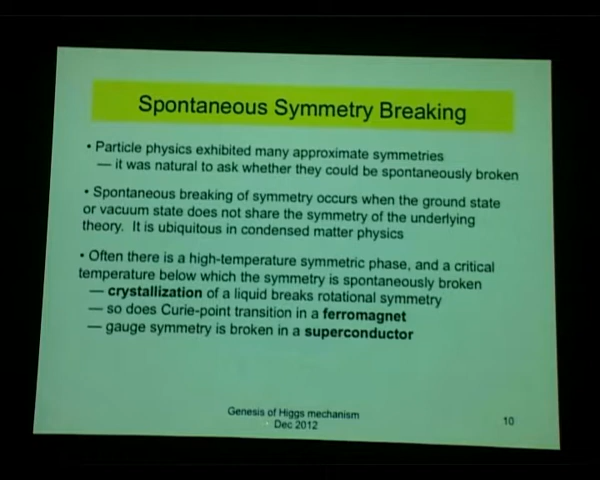 Spontaneous Symmetry Breaking
• Particle physics exhibited many approximate symmetries
— it was natural to ask whether they could be spontaneously broken
• Spontaneous breaking of symmetry occurs when the ground state
or vacuum state does not share the symmetry of the underlying
theory. It is ubiquitous in condensed matter physics
• Often there is a high-temperature symmetric phase, and a critical
temperature below which the symmetry is spontaneously broken
— crystallization of a liquid breaks rotational symmetry
— so does Curie-point transition in a ferromagnet
— gauge symmetry is broken in a superconductor
Genesis of Higgs mechanism
Dec 2012
10